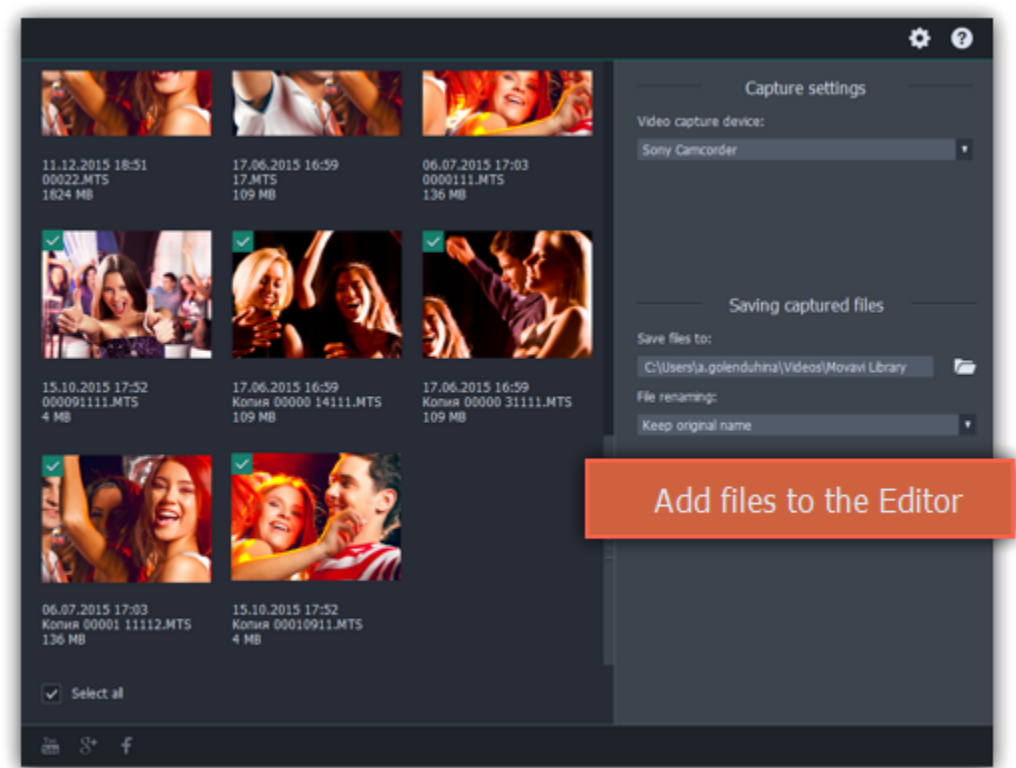 Capture settings
Video capture device:
Sony Camcorder
11.12.2015 18:51
00022.MTS
1824 MB
17.06.2015 16:59
17.MTS
109 MB
06.07.2015 17:03
0000111.MTS
136 MB
15.10.2015 17:52
000091111.MTS
4 MB
17.06.2015 16:59
Копия 00000 14111.MTS
109 MB
17.06.2015 16:59
Копия 00000 31111.MTS
109 MB
Saving captured files
Save files to:
C:\Users\a.golenduhina\Videos\Movavi Library
File renaming:
Keep original name
Add files to the Editor
06.07.2015 17:03
Копия 00001 11112.MTS
136 MB
15.10.2015 17:52
Копия 00010911.MTS
4 MB
Select all